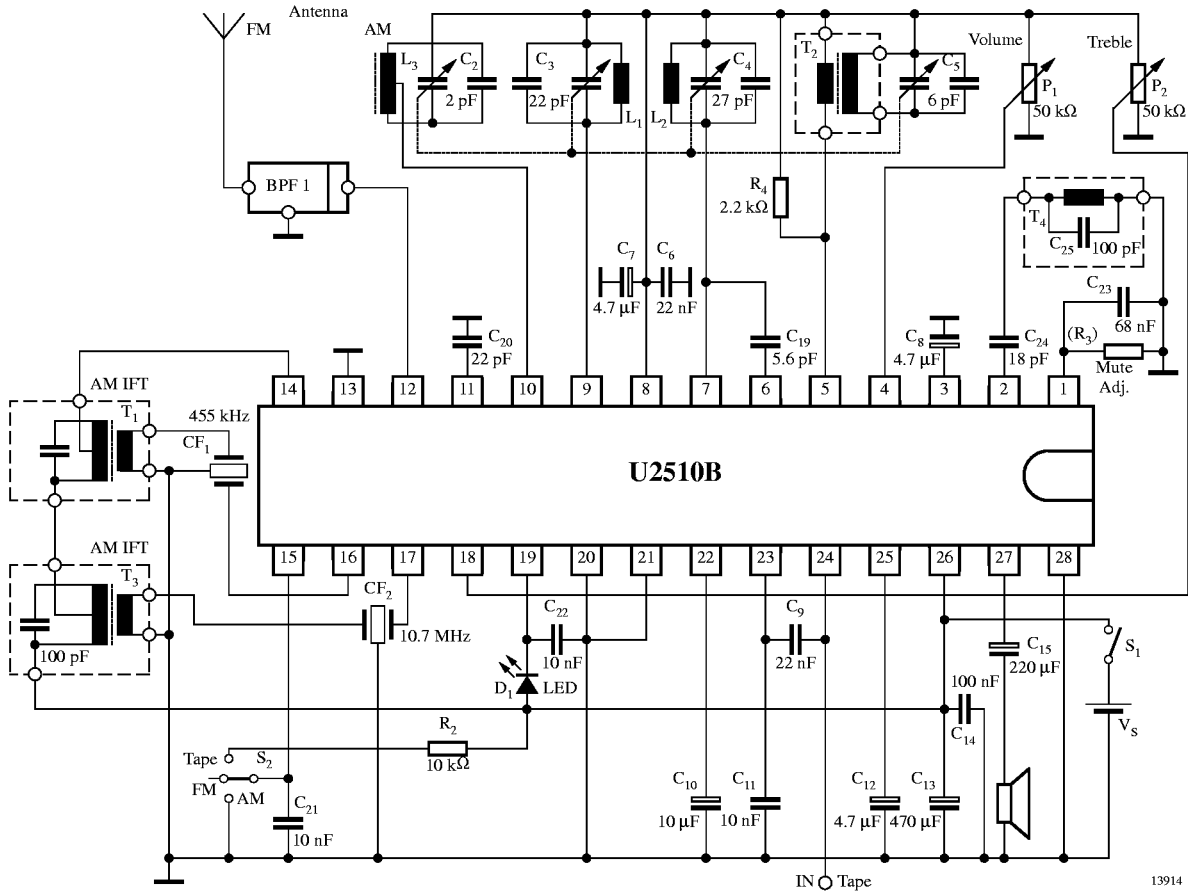 Antenna
FM
AM
Volume
Treble
L3
C2
2 pF
C3
22 pF
L1
L2
C4
27 pF
T2
C5
6 pF
P1
50 kΩ
P2
50 kΩ
BPF 1
R4
2.2 kΩ
T4
C25
100 pF
C7
C6
4.7 μF
22 nF
C23
68 nF
C20
22 pF
C19
5.6 pF
C8
4.7 μF
C24
18 pF
(R3)
Mute
Adj.
AM IFT
14
13
12
11
10
9
8
7
6
5
4
3
2
1
T1
455 kHz
CF1
U2510B
AM IFT
15
16
17
18
19
20
21
22
23
24
25
26
27
28
T3
100 pF
CF2
10.7 MHz
C22
10 nF
C9
22 nF
C15
220 μF
S1
D1
LED
100 nF
C14
VS
R2
10 kΩ
Tape
S2
FM
AM
C21
10 nF
C10
10 μF
C11
10 nF
C12
4.7 μF
C13
470 μF
IN
Tape
13914